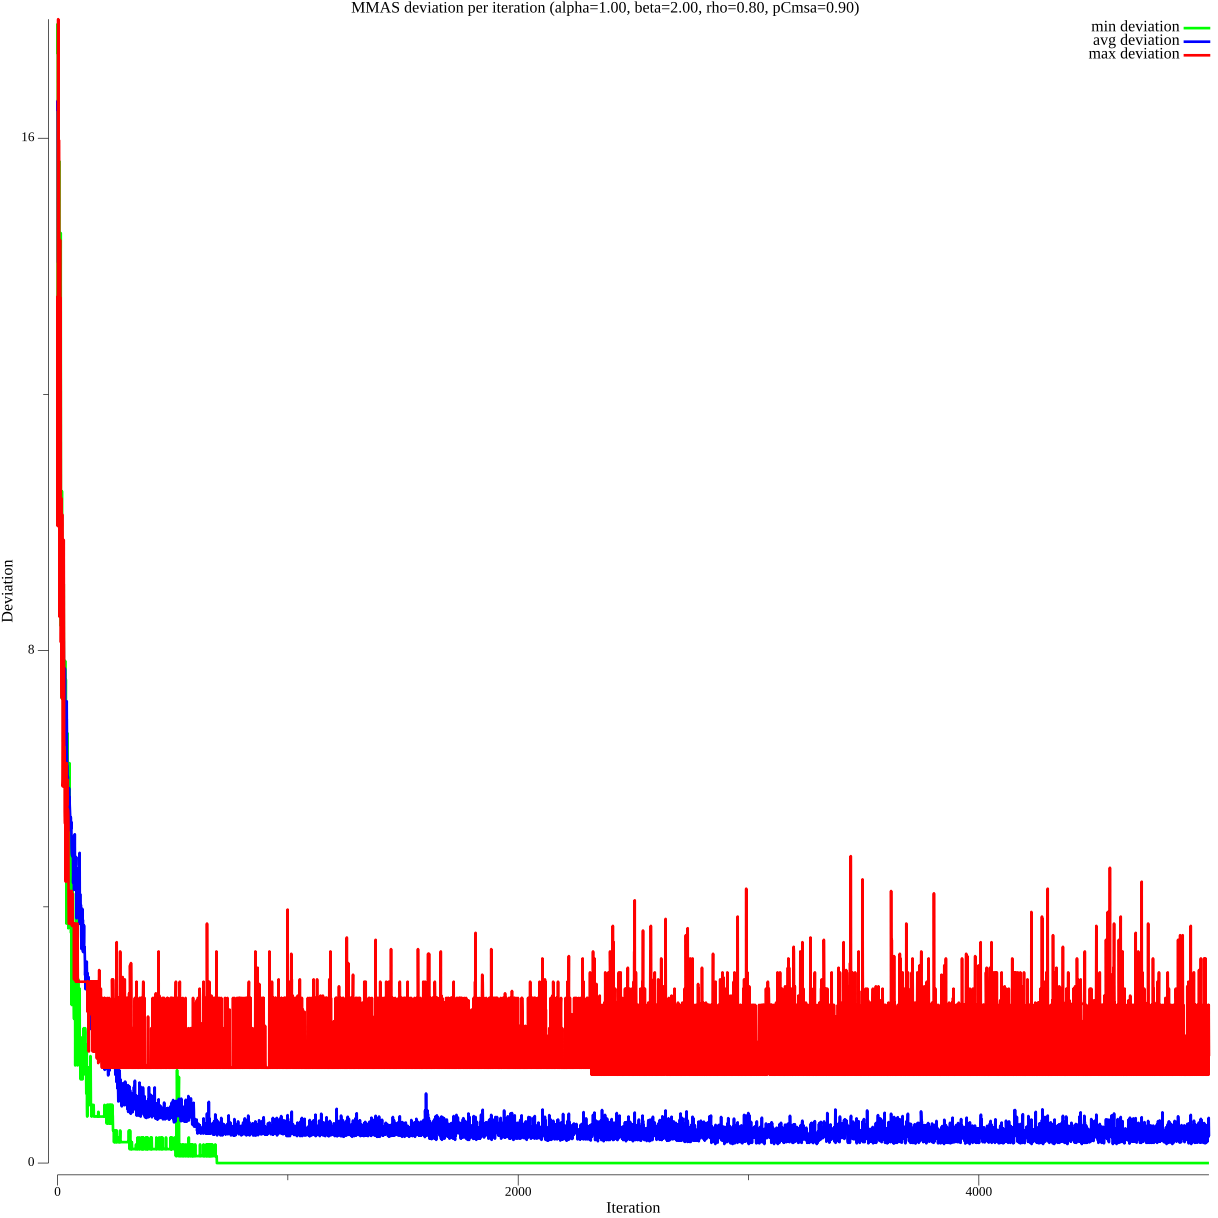 MMAS deviation per iteration (alpha=1.00, beta=2.00, rho=0.80, pCmsa=0.90)
min deviation
avg deviation
max deviation
16
8
0
Deviation
0
2000
4000
Iteration